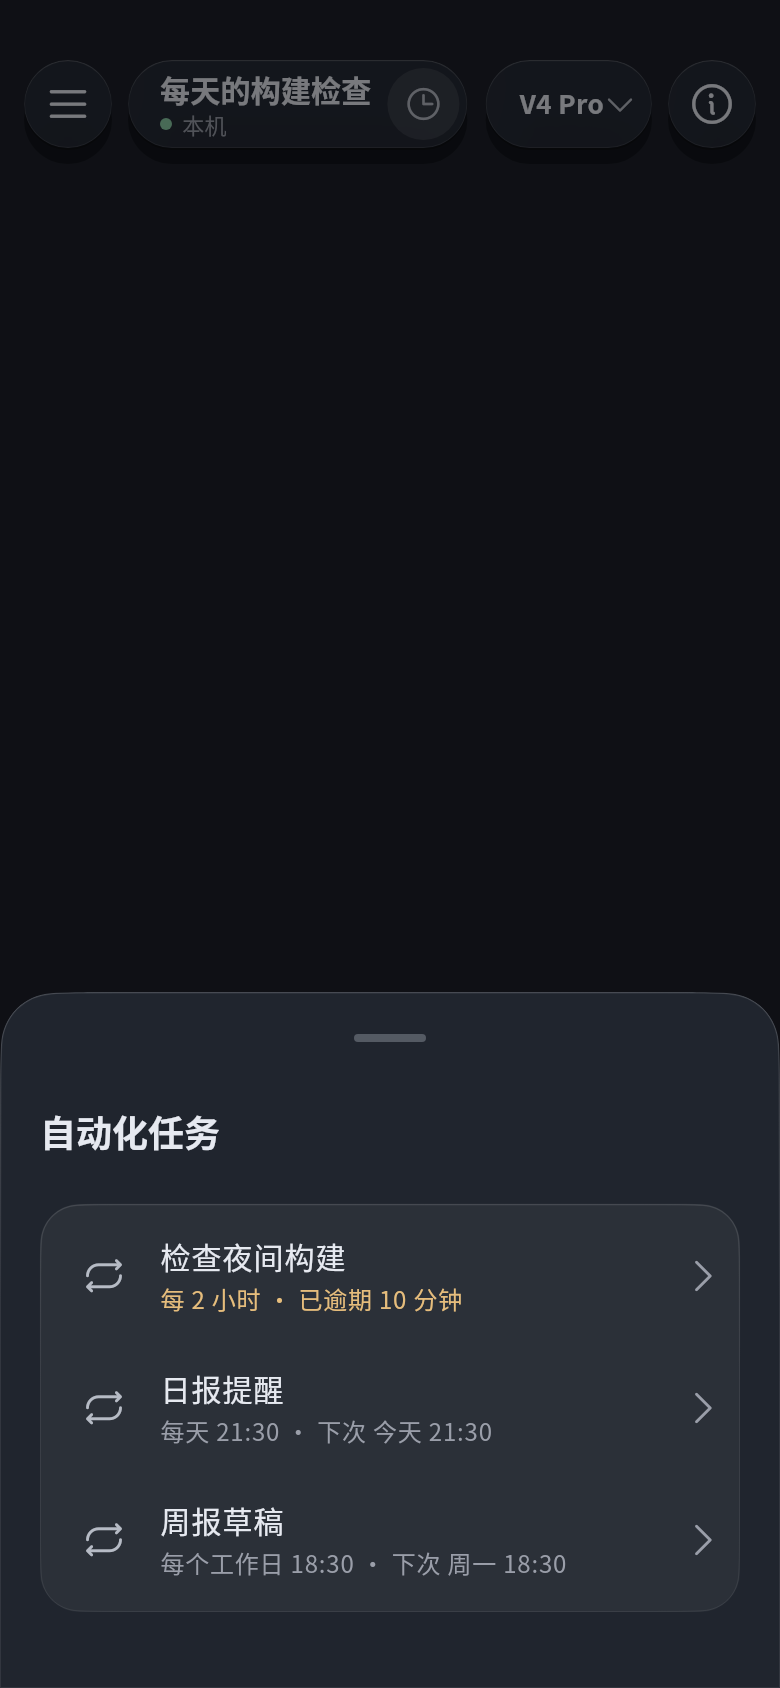 每天的构建检查
本机
V4 Pro
自动化任务
检查夜间构建
每 2 小时 · 已逾期 10 分钟
日报提醒
每天 21:30 · 下次 今天 21:30
周报草稿
每个工作日 18:30 · 下次 周一 18:30